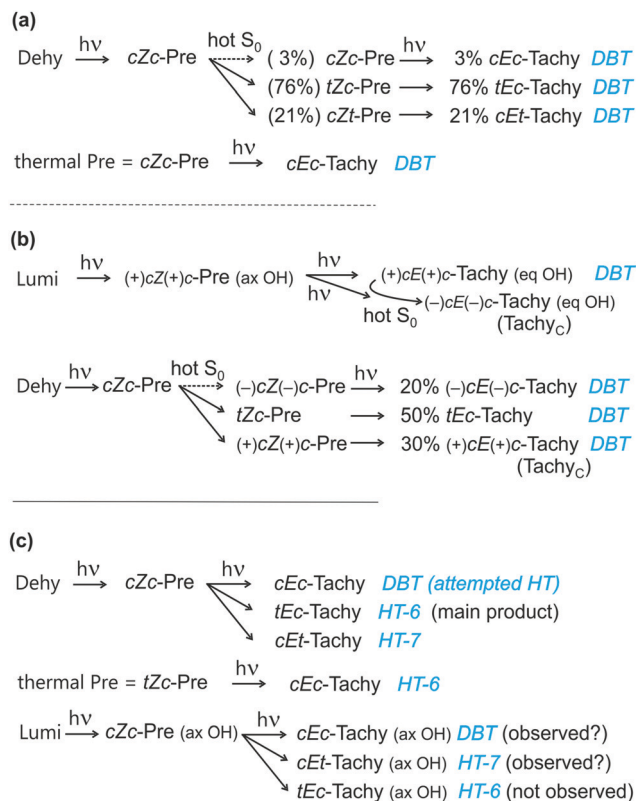 (a)
Dehy hν cZc-Pre hot S0 (3%) cZc-Pre hν 3% cEc-Tachy DBT
(76%) tZc-Pre 76% tEc-Tachy DBT
(21%) cZt-Pre 21% cEt-Tachy DBT
thermal Pre = cZc-Pre hν cEc-Tachy DBT
(b)
Lumi hν (+)cZ(+)c-Pre (ax OH) hν (+)cE(+)c-Tachy (eq OH) DBT
hν hot S0 (–)cE(–)c-Tachy (eq OH)
(TachyC)
Dehy hν cZc-Pre hot S0 (–)cZ(–)c-Pre hν 20% (–)cE(–)c-Tachy DBT
tZc-Pre 50% tEc-Tachy DBT
(+)cZ(+)c-Pre 30% (+)cE(+)c-Tachy DBT
(TachyC)
(c)
Dehy hν cZc-Pre hν cEc-Tachy DBT (attempted HT)
tEc-Tachy HT-6 (main product)
cEt-Tachy HT-7
thermal Pre = tZc-Pre hν cEc-Tachy HT-6
Lumi hν cZc-Pre (ax OH) hν cEc-Tachy (ax OH) DBT (observed?)
cEt-Tachy (ax OH) HT-7 (observed?)
tEc-Tachy (ax OH) HT-6 (not observed)